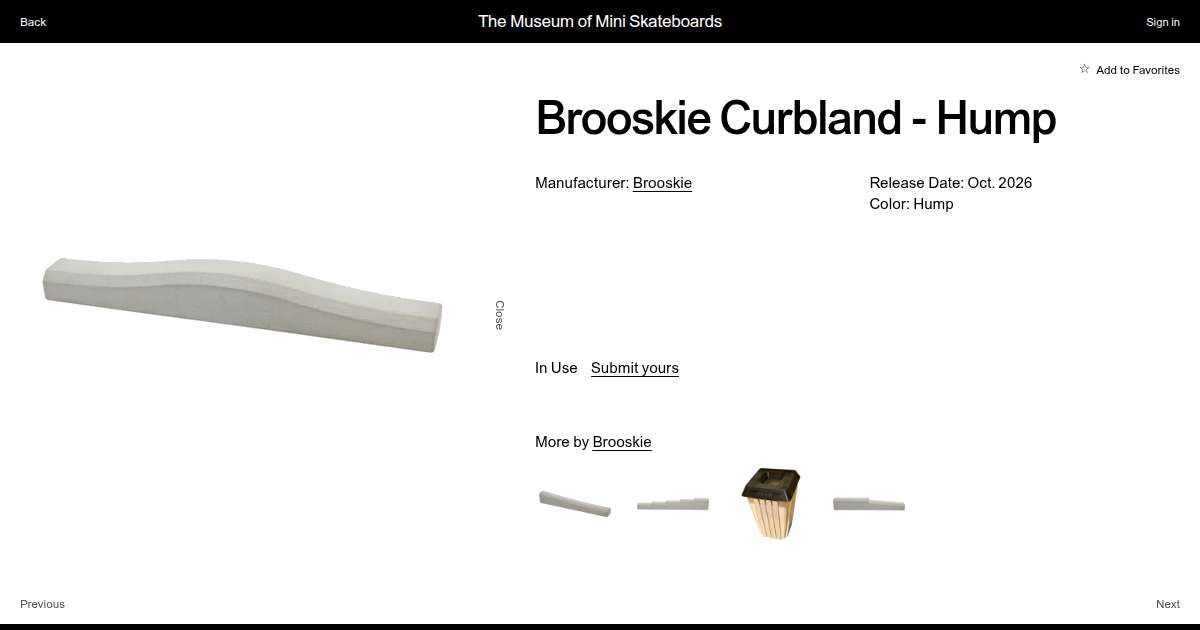 Back
The Museum of Mini Skateboards
Sign in
☆ Add to Favorites
Brooskie Curbland - Hump
Manufacturer: Brooskie
Release Date: Oct. 2026
Color: Hump
Close
In Use Submit yours
More by Brooskie
Previous
Next